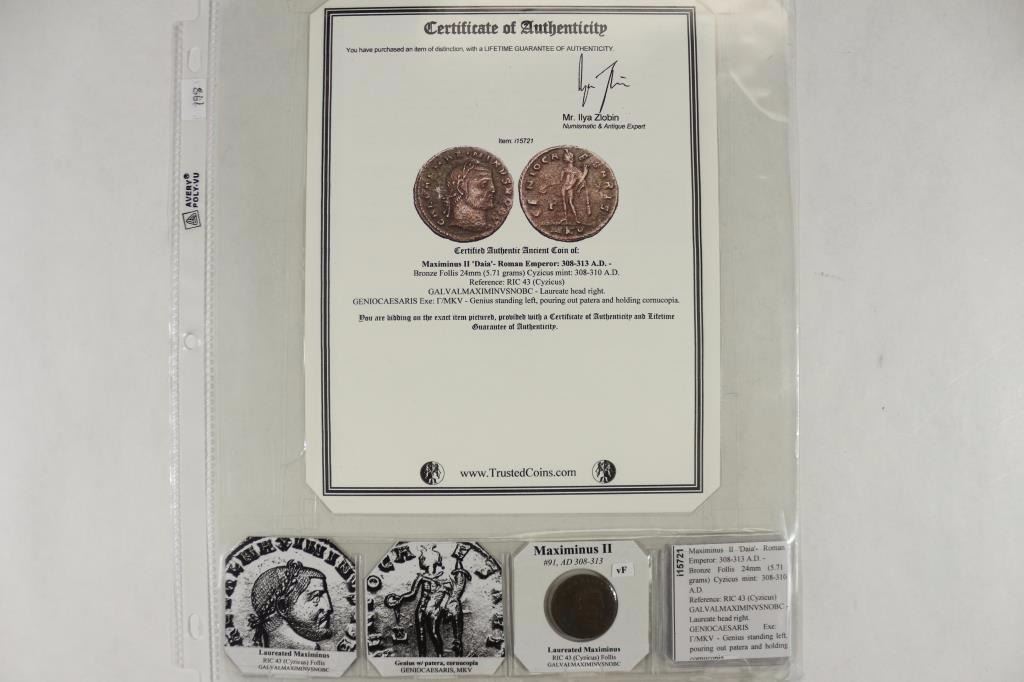 Certificate of Authenticity
You have purchased an item of distinction, with a LIFETIME GUARANTEE OF AUTHENTICITY.
Mr. Ilya Zlobin
Numismatic & Antique Expert
Item: i15721
Certified Authentic Ancient Coin of:
Maximinus II 'Daia'- Roman Emperor: 308-313 A.D. -
Bronze Follis 24mm (5.71 grams) Cyzicus mint: 308-310 A.D.
Reference: RIC 43 (Cyzicus)
GALVALMAXIMINVSNOBC - Laureate head right.
GENIOCAESARIS Exe: Γ/MKV - Genius standing left, pouring out patera and holding cornucopia.
You are bidding on the exact item pictured, provided with a Certificate of Authenticity and Lifetime
Guarantee of Authenticity.
www.TrustedCoins.com
198
AVERY
POLY-VU
Laureated Maximinus
RIC 43 (Cyzicus) Follis
GALVALMAXIMINVSNOBC
Genius w/ patera, cornucopia
GENIOCAESARIS, MKV
Maximinus II
#91, AD 308-313
vF
Laureated Maximinus
RIC 43 (Cyzicus) Follis
GALVALMAXIMINVSNOBC
i15721
Maximinus II 'Daia'- Roman
Emperor: 308-313 A.D. -
Bronze Follis 24mm (5.71
grams) Cyzicus mint: 308-310
A.D.
Reference: RIC 43 (Cyzicus)
GALVALMAXIMINVSNOBC -
Laureate head right.
GENIOCAESARIS Exe:
Γ/MKV - Genius standing left,
pouring out patera and holding
cornucopia.